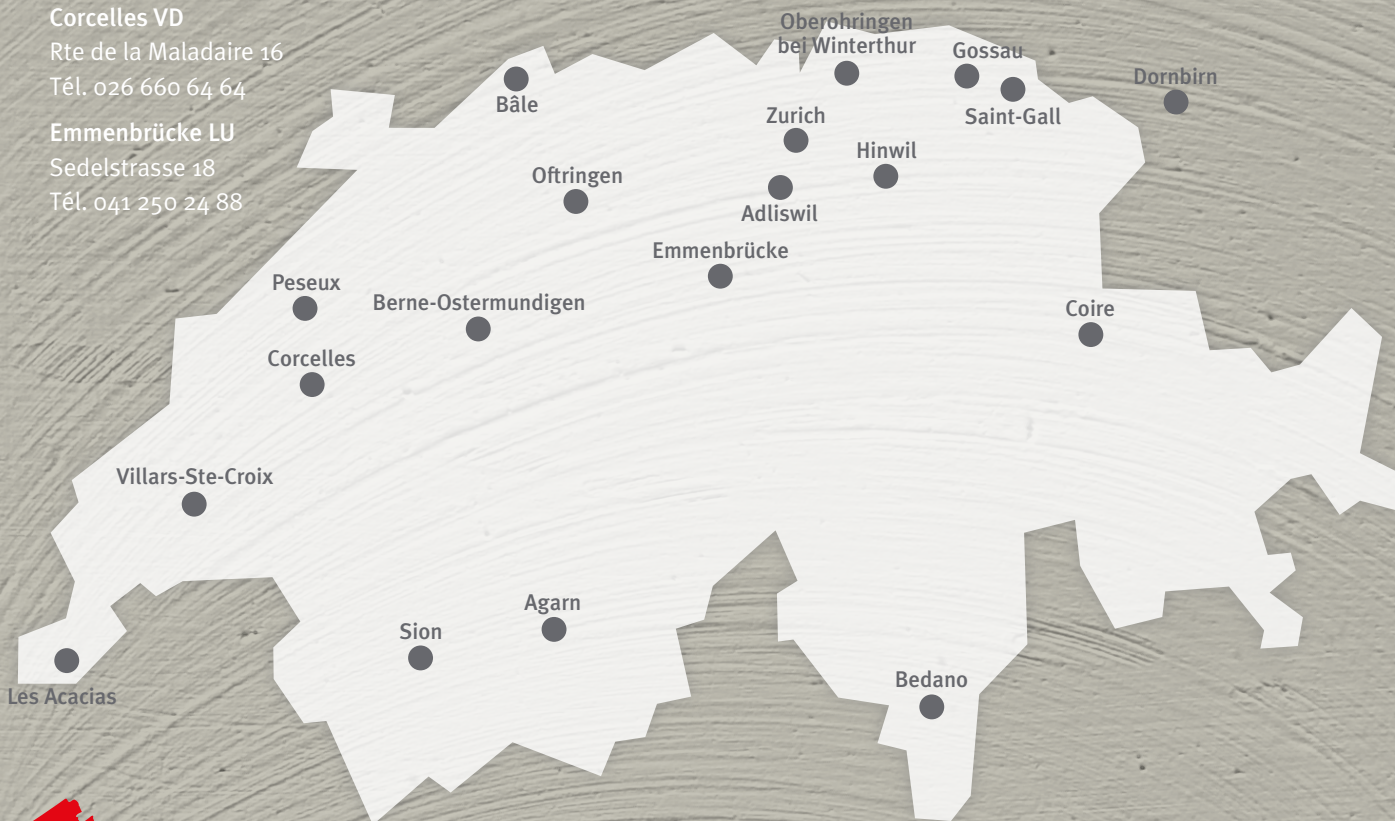 Corcelles VD
Rte de la Maladaire 16
Tél. 026 660 64 64
Emmenbrücke LU
Sedelstrasse 18
Tél. 041 250 24 88
Oberohringen
bei Winterthur
Gossau
Dornbirn
Bâle
Zurich
Saint-Gall
Hinwil
Oftringen
Adliswil
Emmenbrücke
Peseux
Berne-Ostermundigen
Coire
Corcelles
Villars-Ste-Croix
Agarn
Sion
Bedano
Les Acacias